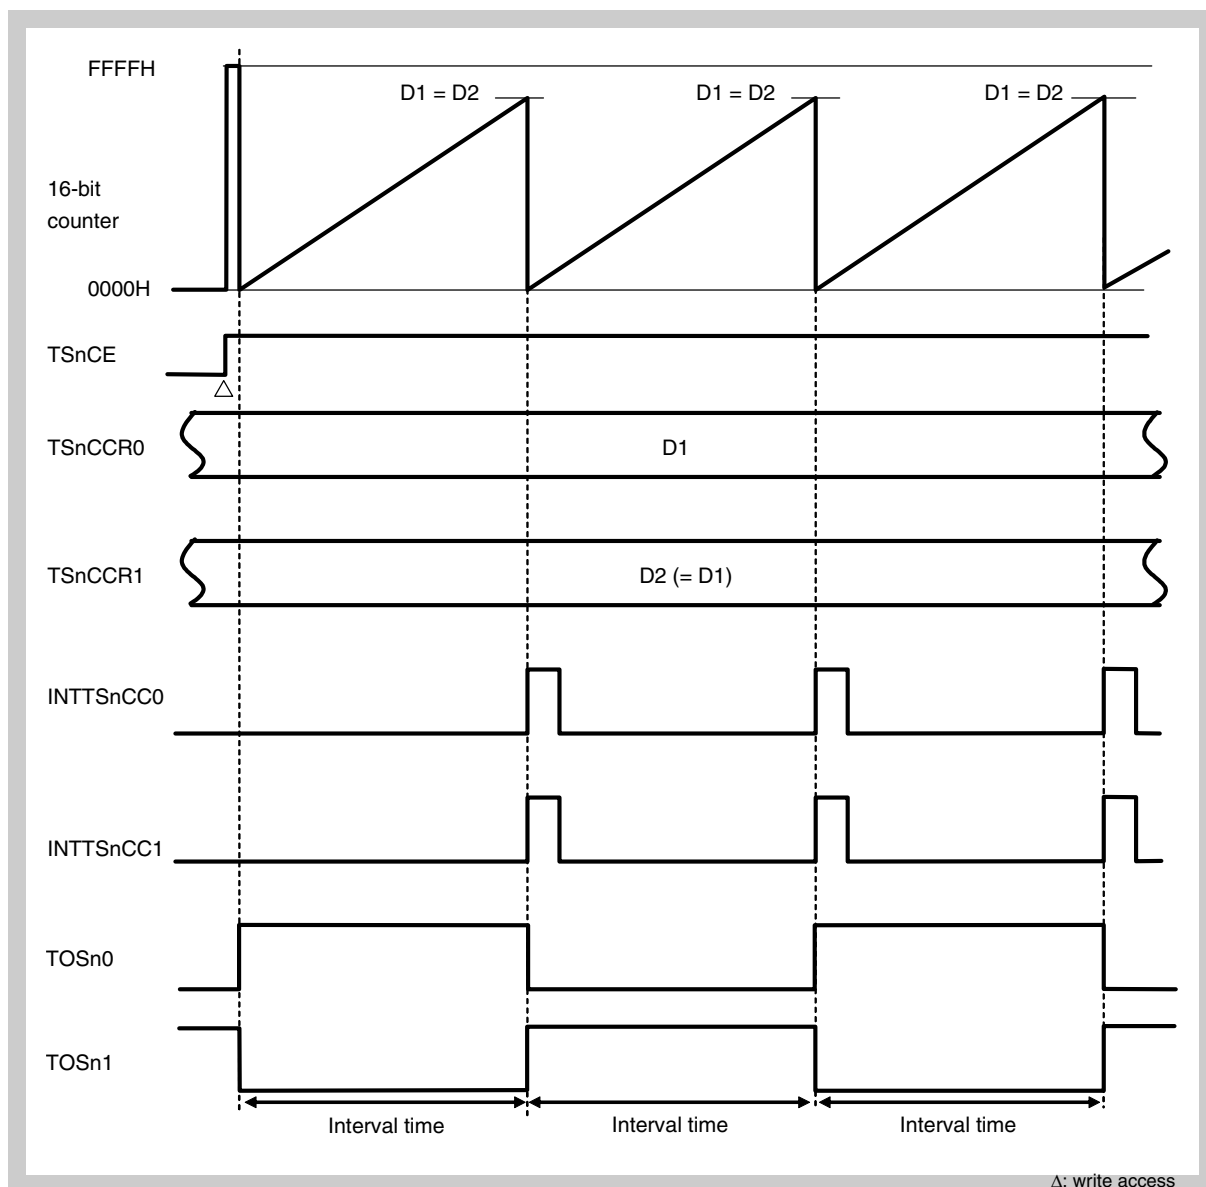 FFFFH
D1 = D2 D1 = D2 D1 = D2
16-bit
counter
0000H
TSnCE
△
TSnCCR0 D1
TSnCCR1 D2 (= D1)
INTTSnCC0
INTTSnCC1
TOSn0
TOSn1
Interval time Interval time Interval time
Δ: write access